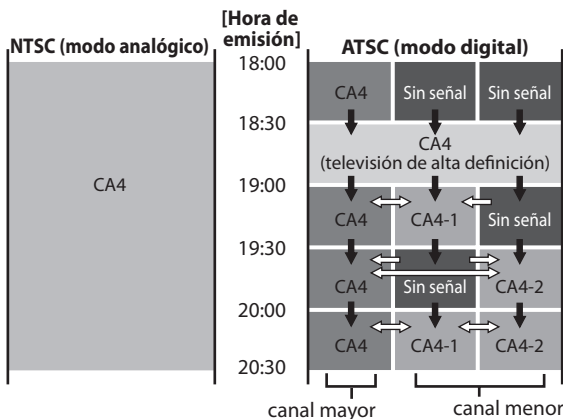 [Hora de
emisión]
NTSC (modo analógico)
ATSC (modo digital)
18:00
CA4 Sin señal Sin señal
18:30
CA4
(televisión de alta definición)
CA4
19:00
CA4 CA4-1 Sin señal
19:30
CA4 Sin señal CA4-2
20:00
CA4 CA4-1 CA4-2
20:30
canal mayor canal menor